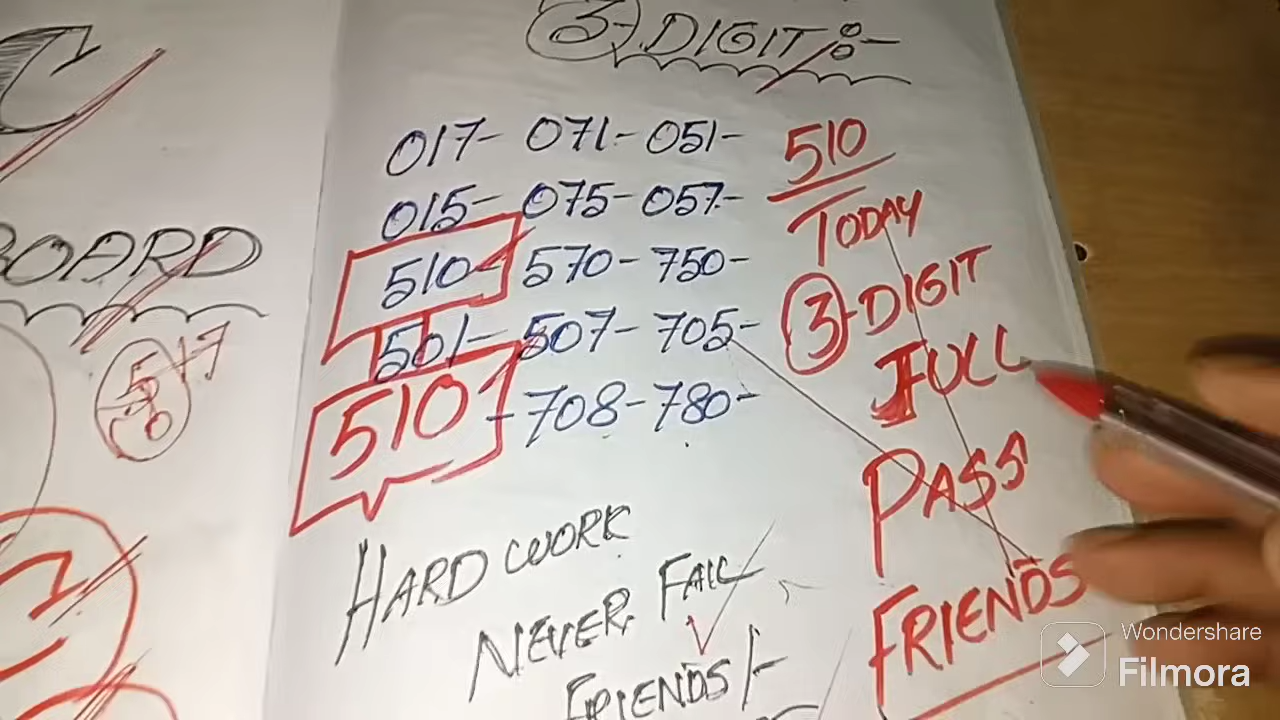 3-DIGIT:-
017- 071- 051-
015- 075- 057-
510- 570- 750-
501- 507- 705-
510 -708-780-
510
TODAY
3-DIGIT
FULL
PASS
FRIENDS
HARD WORK
NEVER FAIL
FRIENDS/-
BOARD
Wondershare
Filmora